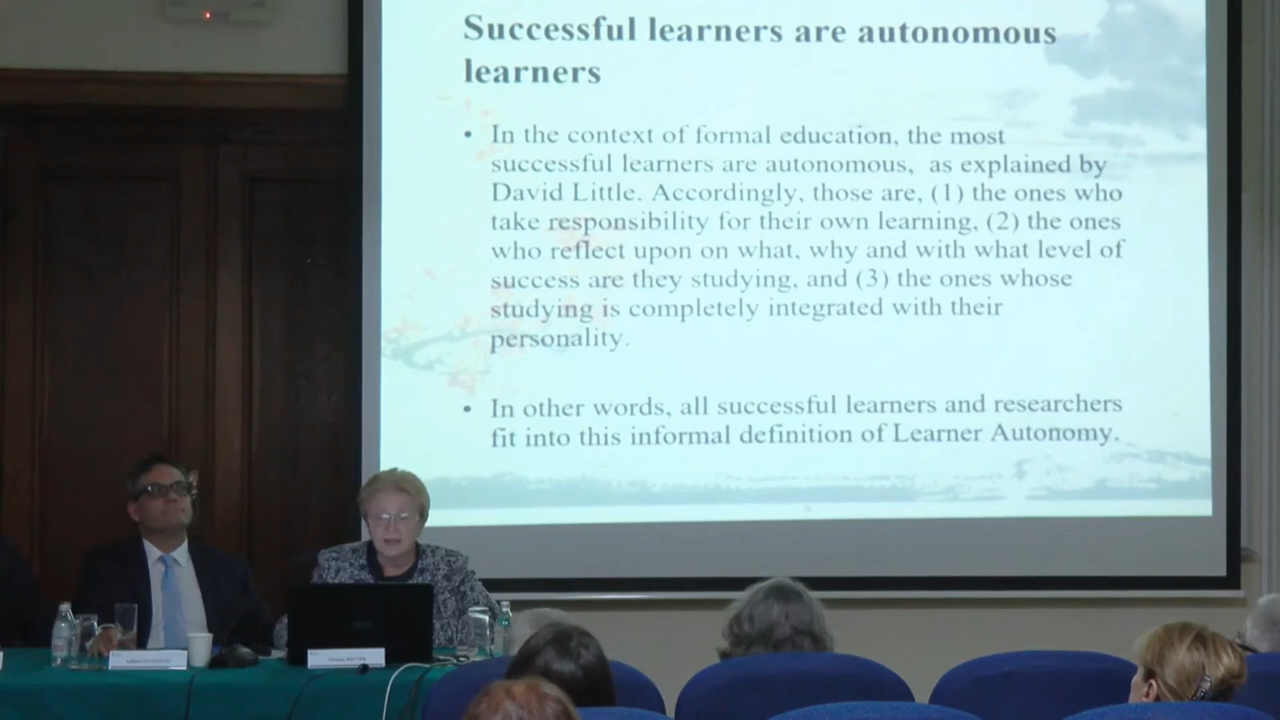 Successful learners are autonomous
learners
• In the context of formal education, the most
successful learners are autonomous, as explained by
David Little. Accordingly, those are, (1) the ones who
take responsibility for their own learning, (2) the ones
who reflect upon on what, why and with what level of
success are they studying, and (3) the ones whose
studying is completely integrated with their
personality.
• In other words, all successful learners and researchers
fit into this informal definition of Learner Autonomy.